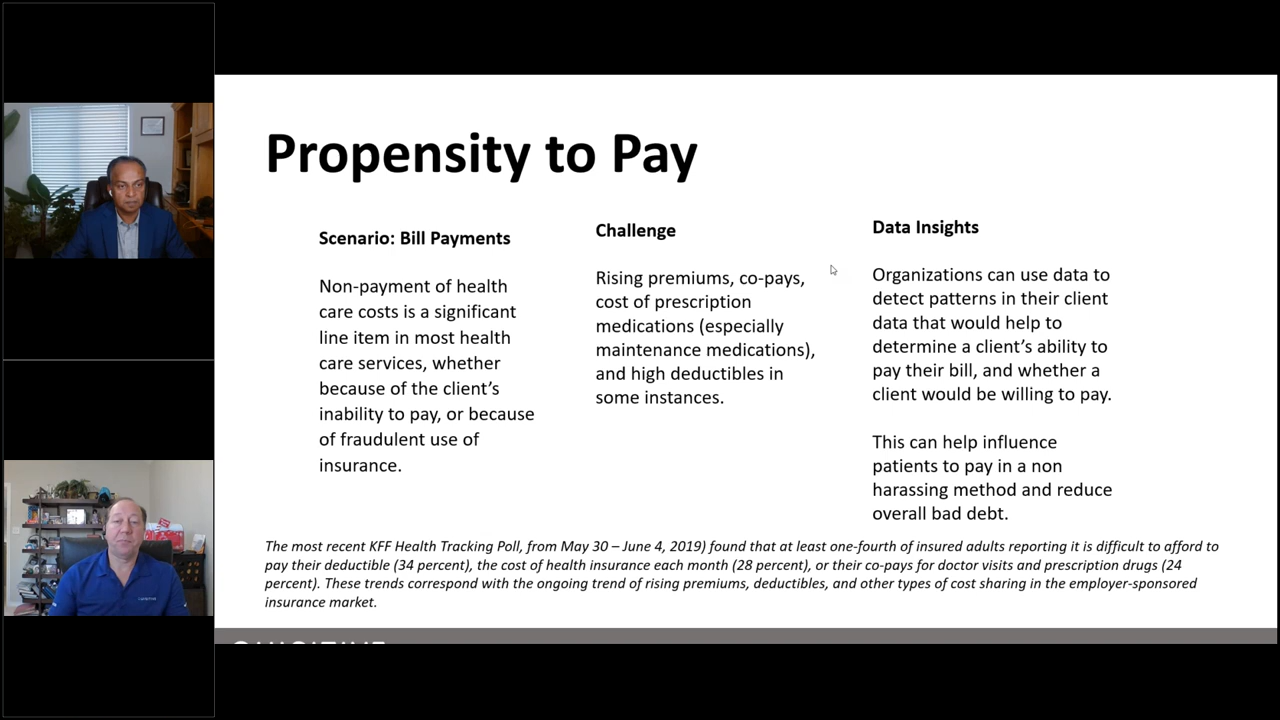 Propensity to Pay
Scenario: Bill Payments
Non-payment of health
care costs is a significant
line item in most health
care services, whether
because of the client’s
inability to pay, or because
of fraudulent use of
insurance.
Challenge
Rising premiums, co-pays,
cost of prescription
medications (especially
maintenance medications),
and high deductibles in
some instances.
Data Insights
Organizations can use data to
detect patterns in their client
data that would help to
determine a client’s ability to
pay their bill, and whether a
client would be willing to pay.
This can help influence
patients to pay in a non
harassing method and reduce
overall bad debt.
The most recent KFF Health Tracking Poll, from May 30 – June 4, 2019) found that at least one-fourth of insured adults reporting it is difficult to afford to
pay their deductible (34 percent), the cost of health insurance each month (28 percent), or their co-pays for doctor visits and prescription drugs (24
percent). These trends correspond with the ongoing trend of rising premiums, deductibles, and other types of cost sharing in the employer-sponsored
insurance market.